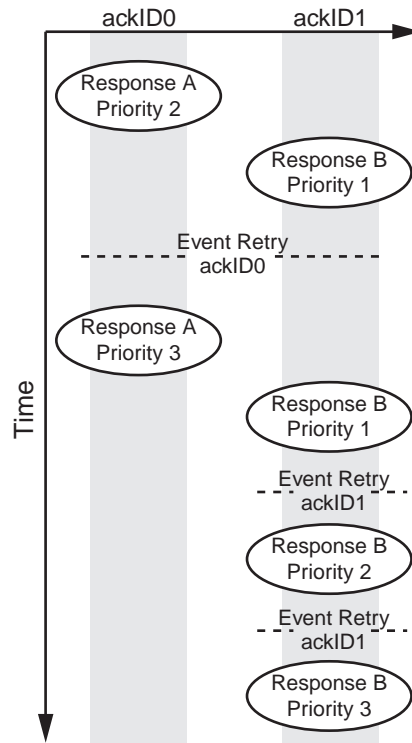 ackID0
ackID1
Response A
Priority 2
Response B
Priority 1
Event Retry
ackID0
Response A
Priority 3
Response B
Priority 1
Event Retry
ackID1
Response B
Priority 2
Event Retry
ackID1
Response B
Priority 3
Time